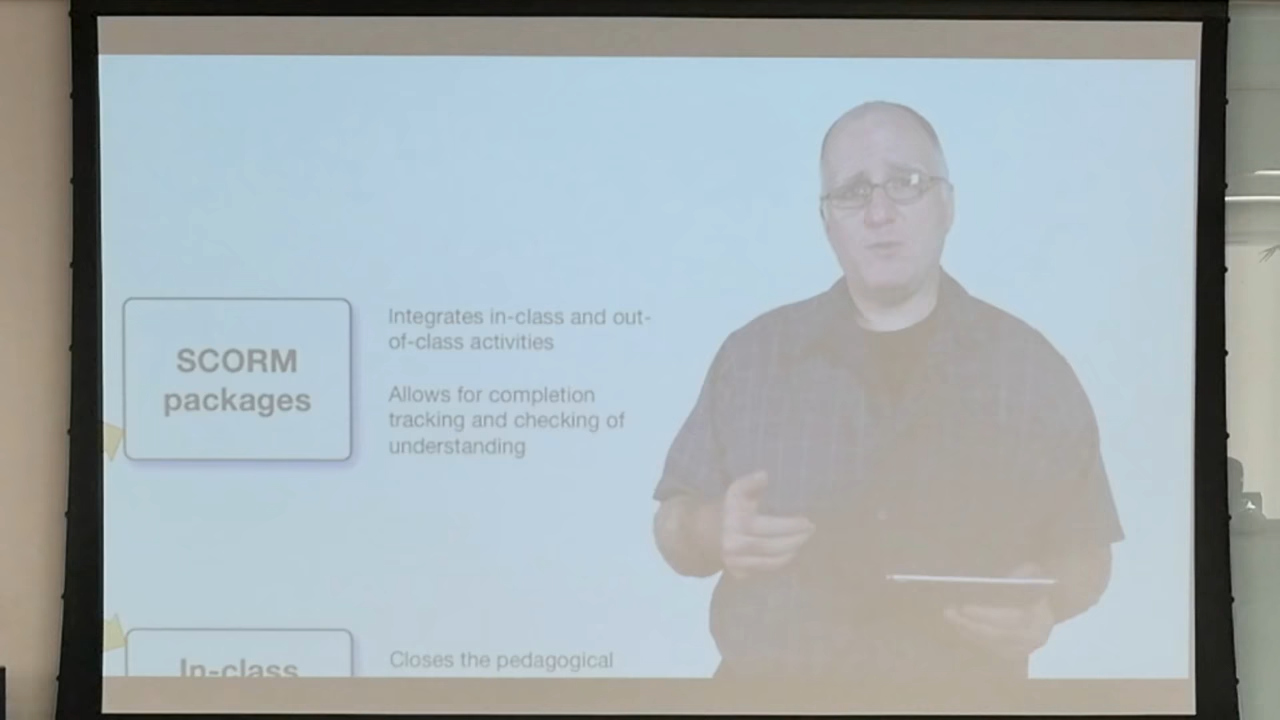 SCORM
packages
Integrates in-class and out-
of-class activities
Allows for completion
tracking and checking of
understanding
In-class
Closes the pedagogical